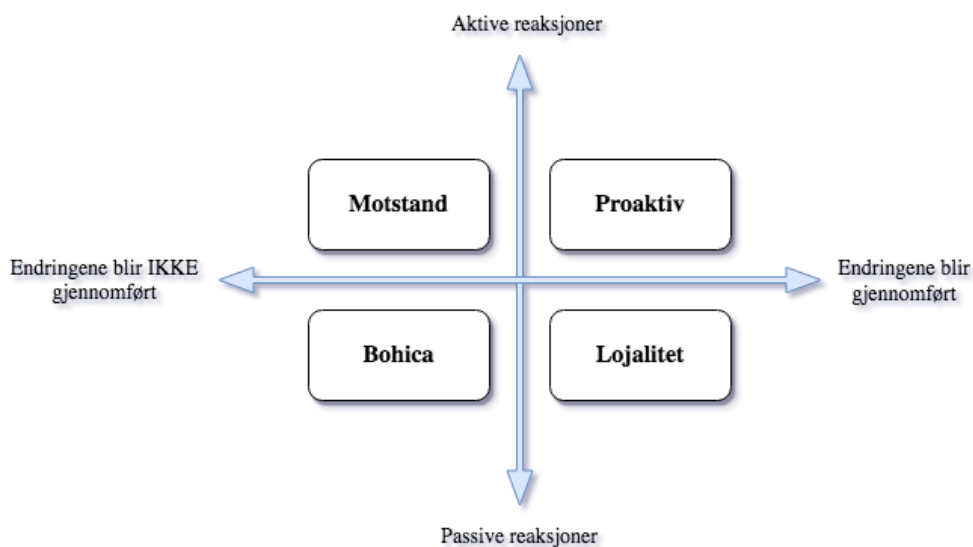 Aktive reaksjoner
Motstand
Proaktiv
Endringene blir IKKE
gjennomført
Endringene blir
gjennomført
Bohica
Lojalitet
Passive reaksjoner